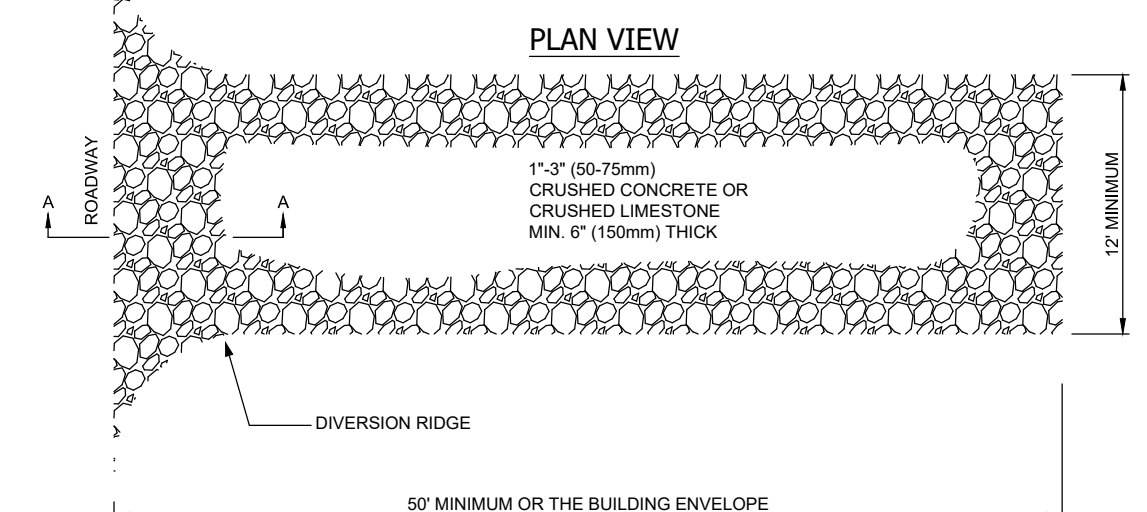 PLAN VIEW
1"-3" (50-75mm)
CRUSHED CONCRETE OR
CRUSHED LIMESTONE
MIN. 6" (150mm) THICK
ROADWAY
A
A
12' MINIMUM
DIVERSION RIDGE
50' MINIMUM OR THE BUILDING ENVELOPE